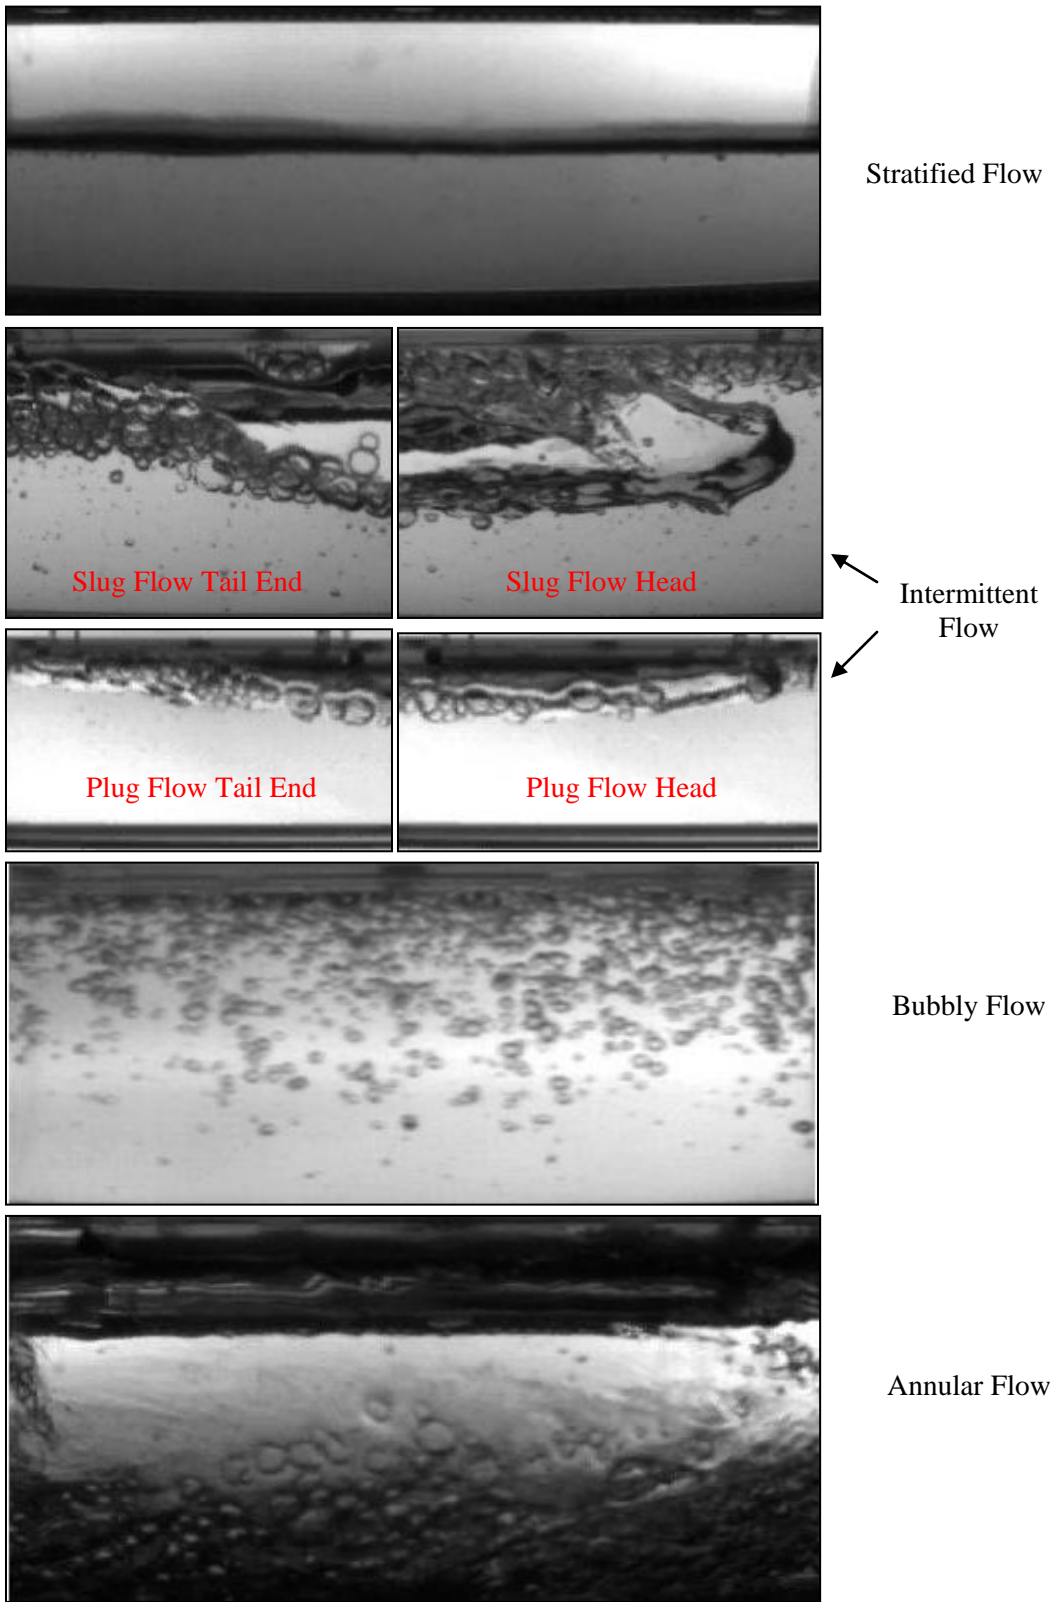 Stratified Flow
Slug Flow Tail End
Slug Flow Head
Intermittent
Flow
Plug Flow Tail End
Plug Flow Head
Bubbly Flow
Annular Flow